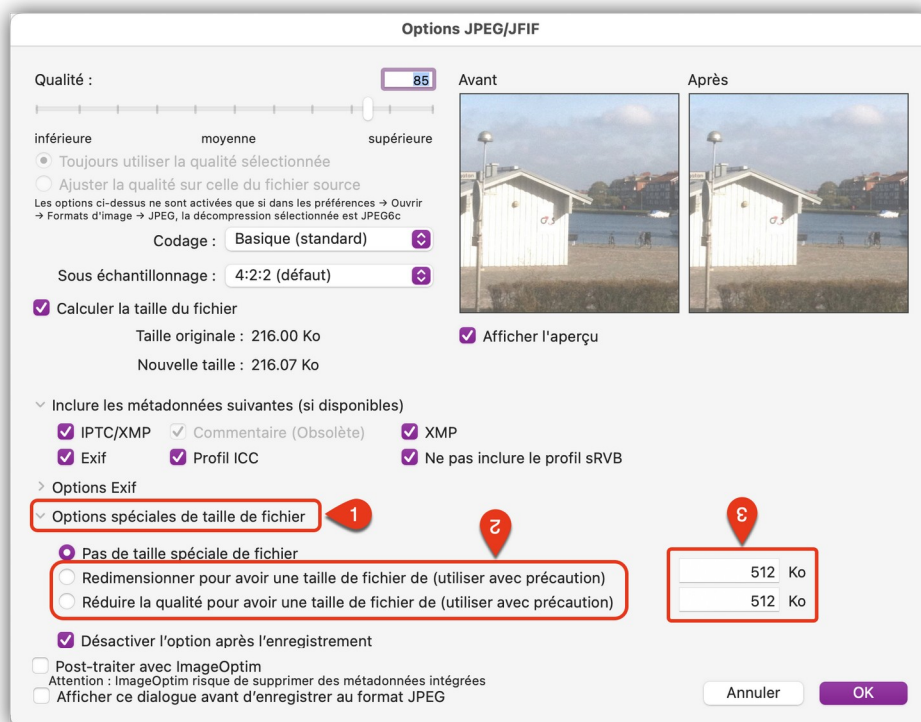 Options JPEG/JFIF
Qualité :
85
Avant
Après
inférieure
moyenne
supérieure
Toujours utiliser la qualité sélectionnée
Ajuster la qualité sur celle du fichier source
Les options ci-dessus ne sont activées que si dans les préférences → Ouvrir
→ Formats d'image → JPEG, la décompression sélectionnée est JPEG6c
Codage : Basique (standard)
Sous échantillonnage : 4:2:2 (défaut)
Calculer la taille du fichier
Taille originale : 216.00 Ko
Nouvelle taille : 216.07 Ko
Afficher l'aperçu
Inclure les métadonnées suivantes (si disponibles)
IPTC/XMP
Commentaire (Obsolète)
XMP
Exif
Profil ICC
Ne pas inclure le profil sRVB
Options Exif
Options spéciales de taille de fichier
1
2
3
Pas de taille spéciale de fichier
Redimensionner pour avoir une taille de fichier de (utiliser avec précaution)
512 Ko
Réduire la qualité pour avoir une taille de fichier de (utiliser avec précaution)
512 Ko
Désactiver l'option après l'enregistrement
Post-traiter avec ImageOptim
Attention : ImageOptim risque de supprimer des métadonnées intégrées
Afficher ce dialogue avant d'enregistrer au format JPEG
Annuler
OK